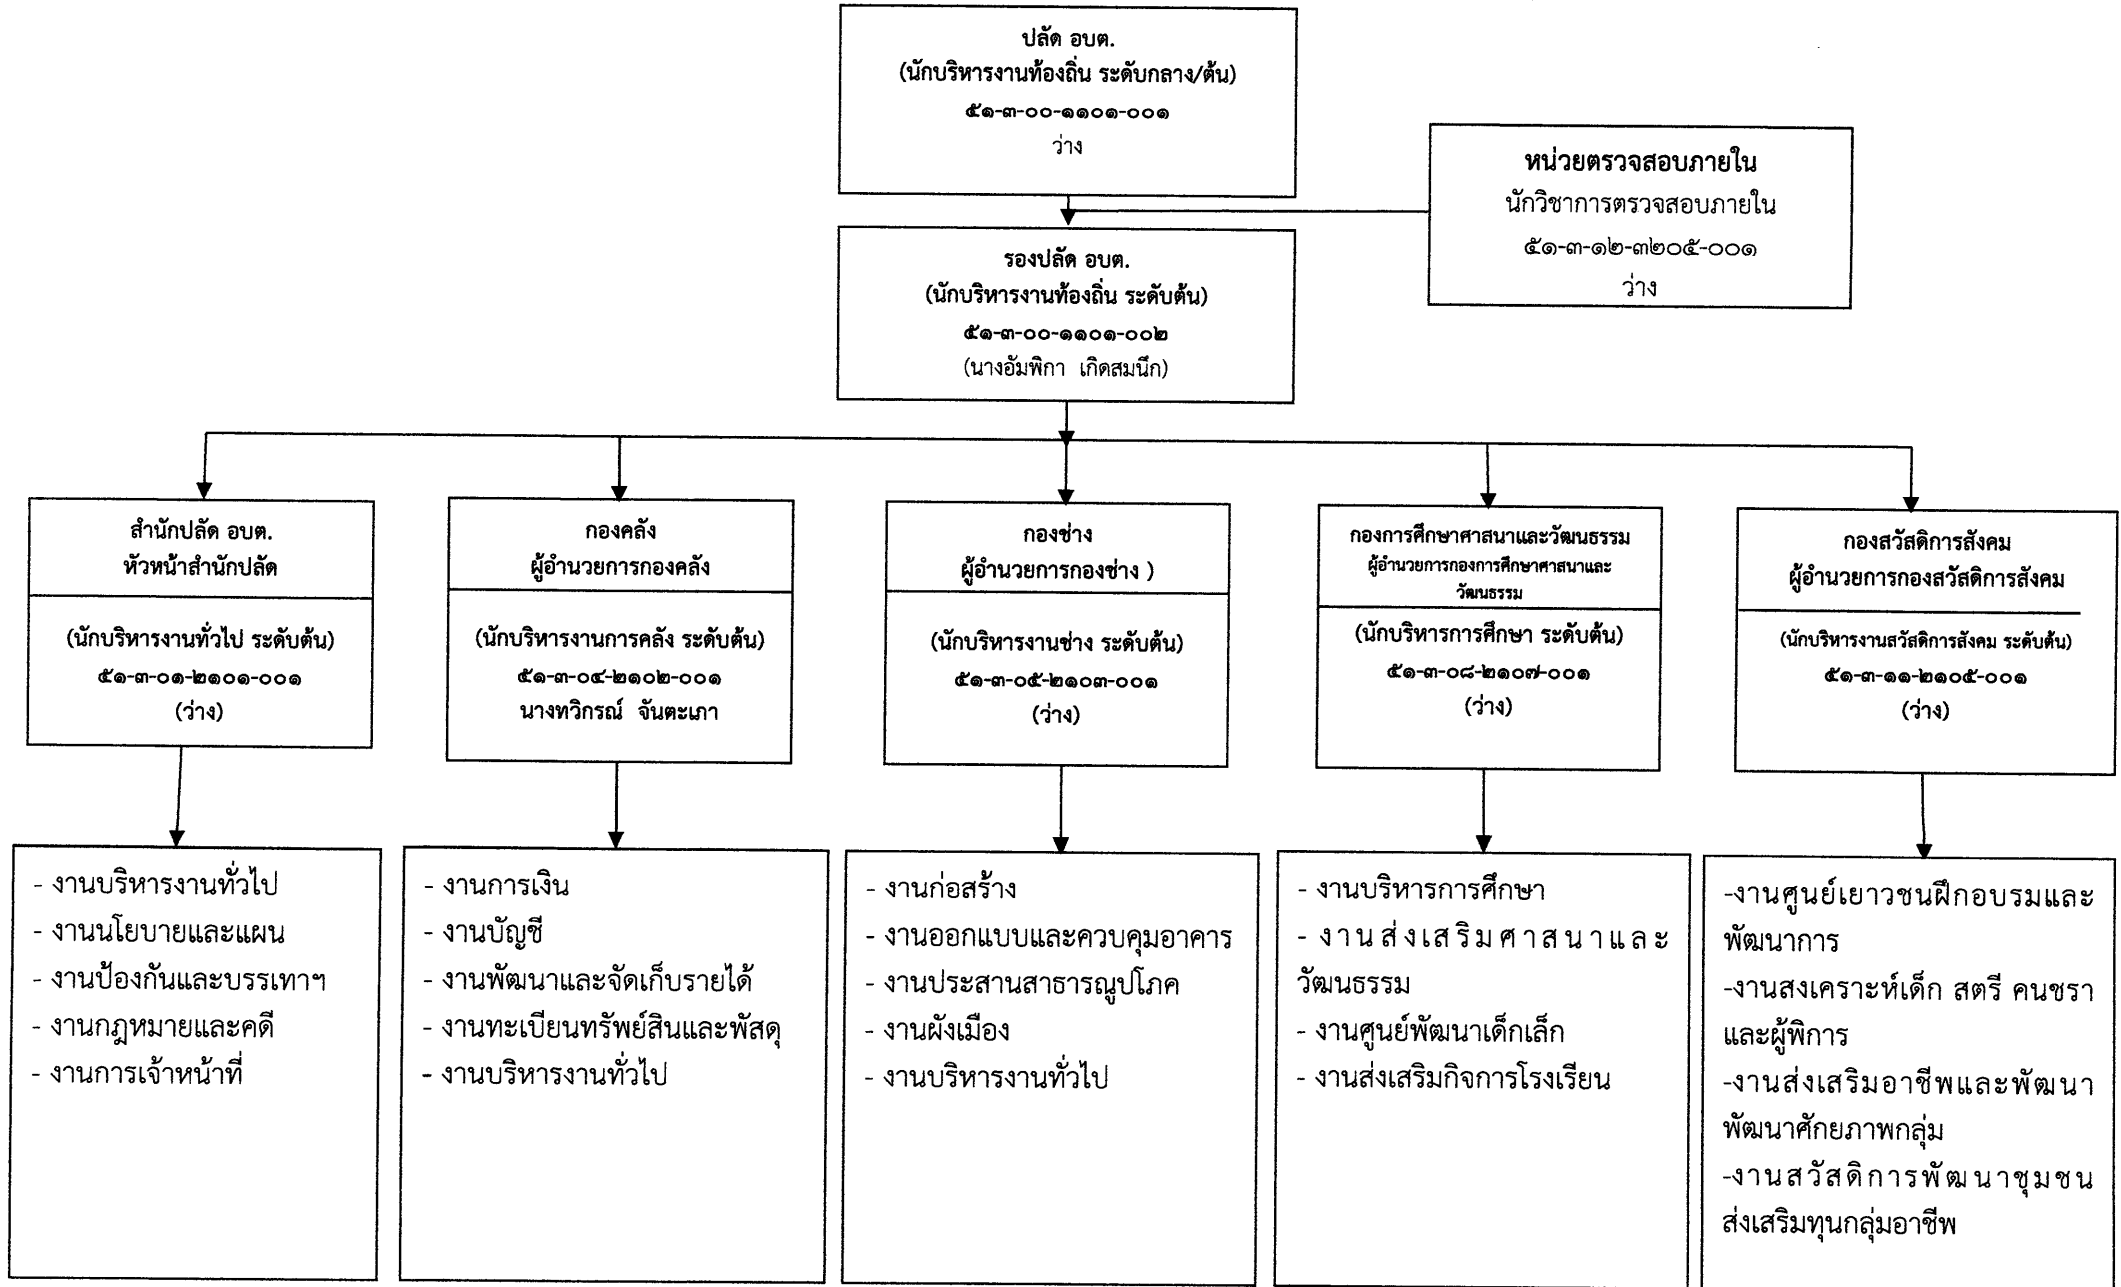 ปลัด อบต.
(นักบริหารงานท้องถิ่น ระดับกลาง/ต้น)
๕๑-๓-๐๐-๑๑๐๑-๐๐๑
ว่าง
หน่วยตรวจสอบภายใน
นักวิชาการตรวจสอบภายใน
๕๑-๓-๑๒-๓๒๐๕-๐๐๑
ว่าง
รองปลัด อบต.
(นักบริหารงานท้องถิ่น ระดับต้น)
๕๑-๓-๐๐-๑๑๐๑-๐๐๒
(นางอัมพิกา เกิดสมนึก)
สำนักปลัด อบต.
หัวหน้าสำนักปลัด
(นักบริหารงานทั่วไป ระดับต้น)
๕๑-๓-๐๑-๒๑๐๑-๐๐๑
(ว่าง)
กองคลัง
ผู้อำนวยการกองคลัง
(นักบริหารงานการคลัง ระดับต้น)
๕๑-๓-๐๔-๒๑๐๒-๐๐๑
นางทวิกรณ์ จันตะเภา
กองช่าง
ผู้อำนวยการกองช่าง )
(นักบริหารงานช่าง ระดับต้น)
๕๑-๓-๐๕-๒๑๐๓-๐๐๑
(ว่าง)
กองการศึกษาศาสนาและวัฒนธรรม
ผู้อำนวยการกองการศึกษาศาสนาและ
วัฒนธรรม
(นักบริหารการศึกษา ระดับต้น)
๕๑-๓-๐๘-๒๑๐๗-๐๐๑
(ว่าง)
กองสวัสดิการสังคม
ผู้อำนวยการกองสวัสดิการสังคม
(นักบริหารงานสวัสดิการสังคม ระดับต้น)
๕๑-๓-๑๑-๒๑๐๕-๐๐๑
(ว่าง)
- งานบริหารงานทั่วไป
- งานนโยบายและแผน
- งานป้องกันและบรรเทาฯ
- งานกฎหมายและคดี
- งานการเจ้าหน้าที่
- งานการเงิน
- งานบัญชี
- งานพัฒนาและจัดเก็บรายได้
- งานทะเบียนทรัพย์สินและพัสดุ
- งานบริหารงานทั่วไป
- งานก่อสร้าง
- งานออกแบบและควบคุมอาคาร
- งานประสานสาธารณูปโภค
- งานผังเมือง
- งานบริหารงานทั่วไป
- งานบริหารการศึกษา
- งานส่งเสริมศาสนาและ
วัฒนธรรม
- งานศูนย์พัฒนาเด็กเล็ก
- งานส่งเสริมกิจการโรงเรียน
-งานศูนย์เยาวชนฝึกอบรมและ
พัฒนาการ
-งานสงเคราะห์เด็ก สตรี คนชรา
และผู้พิการ
-งานส่งเสริมอาชีพและพัฒนา
พัฒนาศักยภาพกลุ่ม
-งานสวัสดิการพัฒนาชุมชน
ส่งเสริมทุนกลุ่มอาชีพ